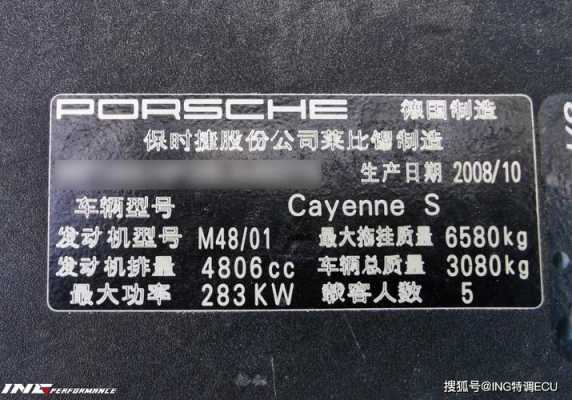 PORSCHE 德国制造
保时捷股份公司莱比锡制造
生产日期 2008/10
车辆型号 Cayenne S
发动机型号 M48/01 最大拖挂质量 6580kg
发动机排量 4806cc 车辆总质量 3080kg
最大功率 283KW 载客人数 5
ING PERFORMANCE
搜狐号@ING特调ECU